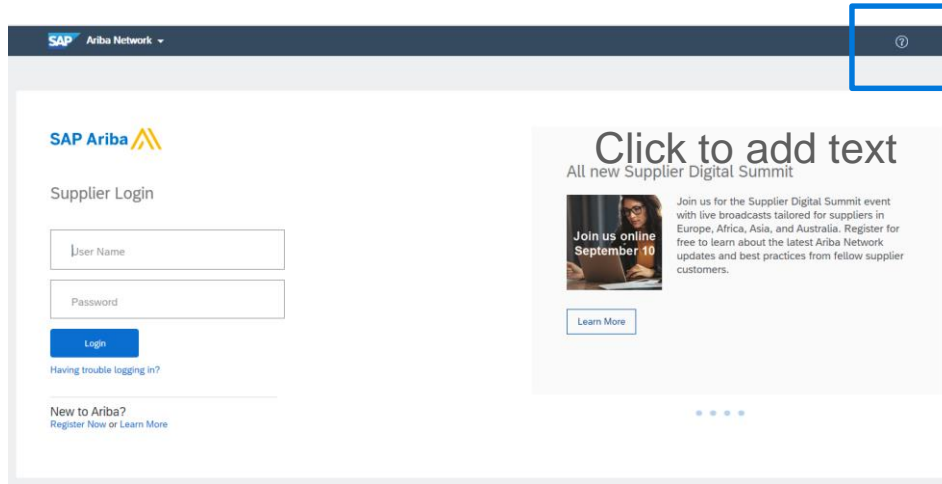 SAP Ariba Network
?
SAP Ariba
Supplier Login
User Name
Password
Login
Having trouble logging in?
New to Ariba?
Register Now or Learn More
Click to add text
All new Supplier Digital Summit
Join us online
September 10
Join us for the Supplier Digital Summit event
with live broadcasts tailored for suppliers in
Europe, Africa, Asia, and Australia. Register for
free to learn about the latest Ariba Network
updates and best practices from fellow supplier
customers.
Learn More